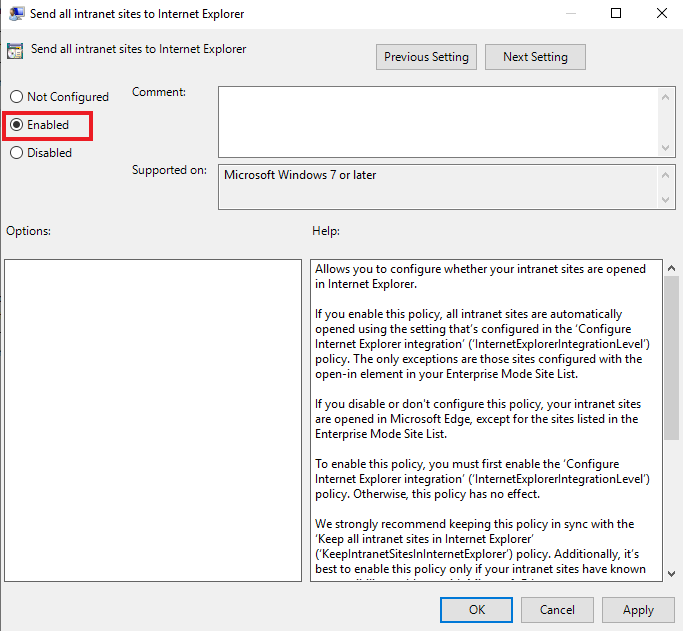 Send all intranet sites to Internet Explorer
Send all intranet sites to Internet Explorer
Previous Setting
Next Setting
Not Configured
Comment:
Enabled
Disabled
Supported on:
Microsoft Windows 7 or later
Options:
Help:
Allows you to configure whether your intranet sites are opened
in Internet Explorer.
If you enable this policy, all intranet sites are automatically
opened using the setting that's configured in the ‘Configure
Internet Explorer integration’ (‘InternetExplorerIntegrationLevel’)
policy. The only exceptions are those sites configured with the
open-in element in your Enterprise Mode Site List.
If you disable or don't configure this policy, your intranet sites
are opened in Microsoft Edge, except for the sites listed in the
Enterprise Mode Site List.
To enable this policy, you must first enable the ‘Configure
Internet Explorer integration’ (‘InternetExplorerIntegrationLevel’)
policy. Otherwise, this policy has no effect.
We strongly recommend keeping this policy in sync with the
‘Keep all intranet sites in Internet Explorer’
(‘KeepIntranetSitesInInternetExplorer’) policy. Additionally, it's
best to enable this policy only if your intranet sites have known
OK
Cancel
Apply